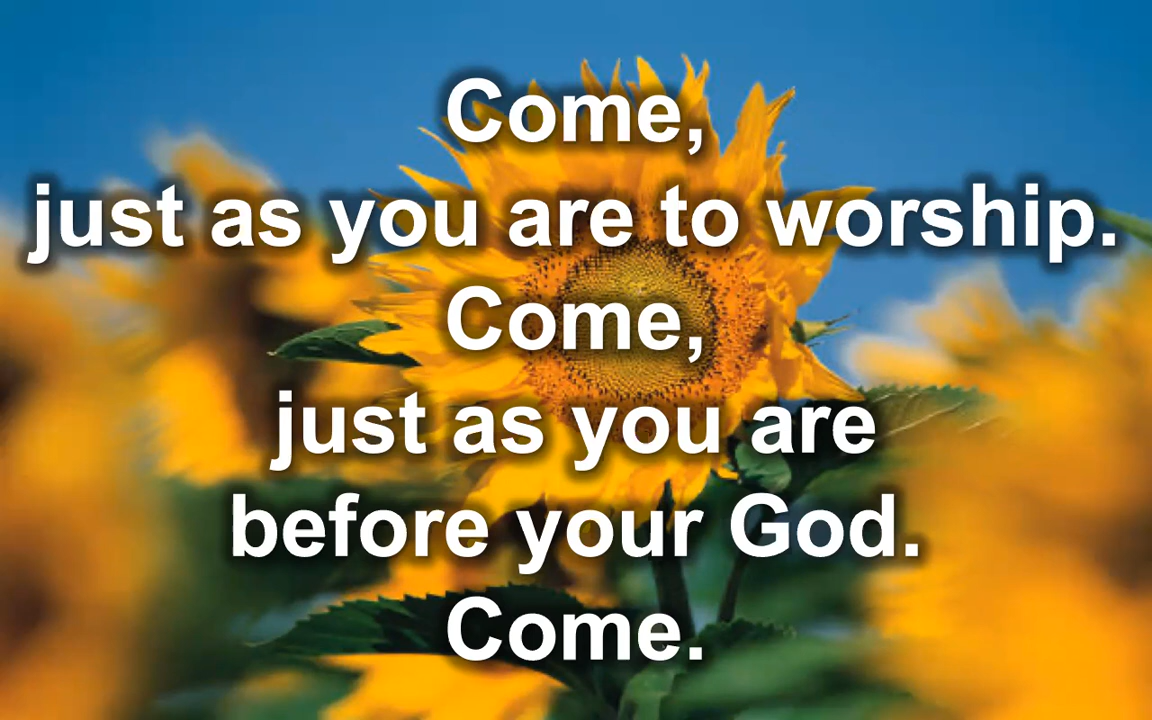 Come,
just as you are to worship.
Come,
just as you are
before your God.
Come.